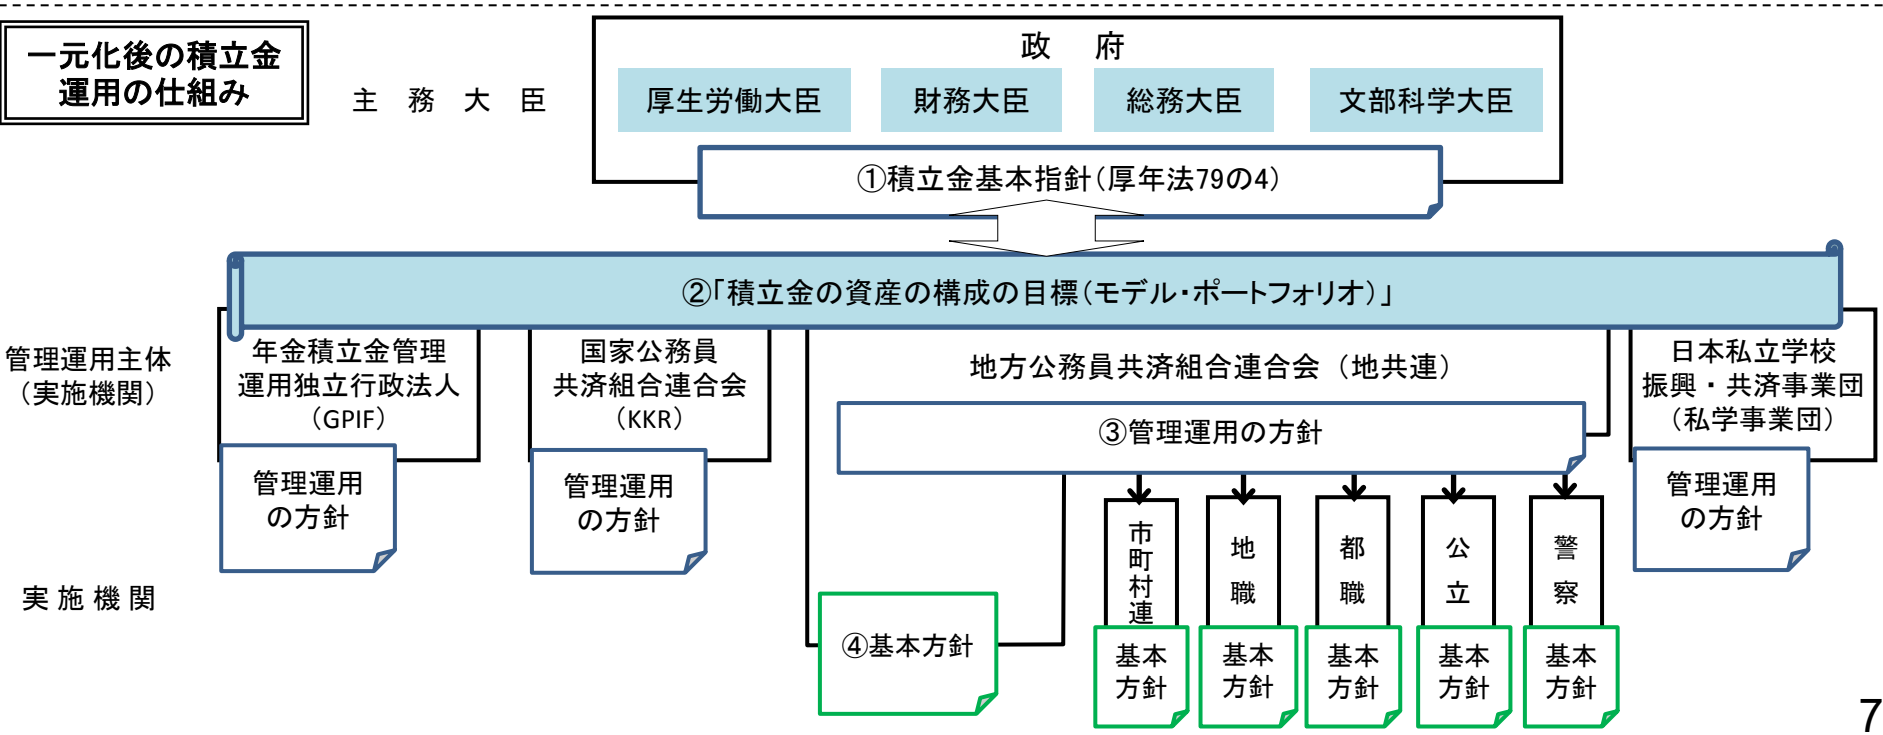 一元化後の積立金
運用の仕組み
主務大臣
政府
厚生労働大臣
財務大臣
総務大臣
文部科学大臣
①積立金基本指針（厚年法79の4）
②「積立金の資産の構成の目標（モデル・ポートフォリオ）」
管理運用主体
（実施機関）
年金積立金管理
運用独立行政法人
（GPIF）
管理運用
の方針
国家公務員
共済組合連合会
（KKR）
管理運用
の方針
地方公務員共済組合連合会（地共連）
③管理運用の方針
日本私立学校
振興・共済事業団
（私学事業団）
管理運用
の方針
実施機関
④基本方針
市町村連
基本
方針
地職
基本
方針
都職
基本
方針
公立
基本
方針
警察
基本
方針
7